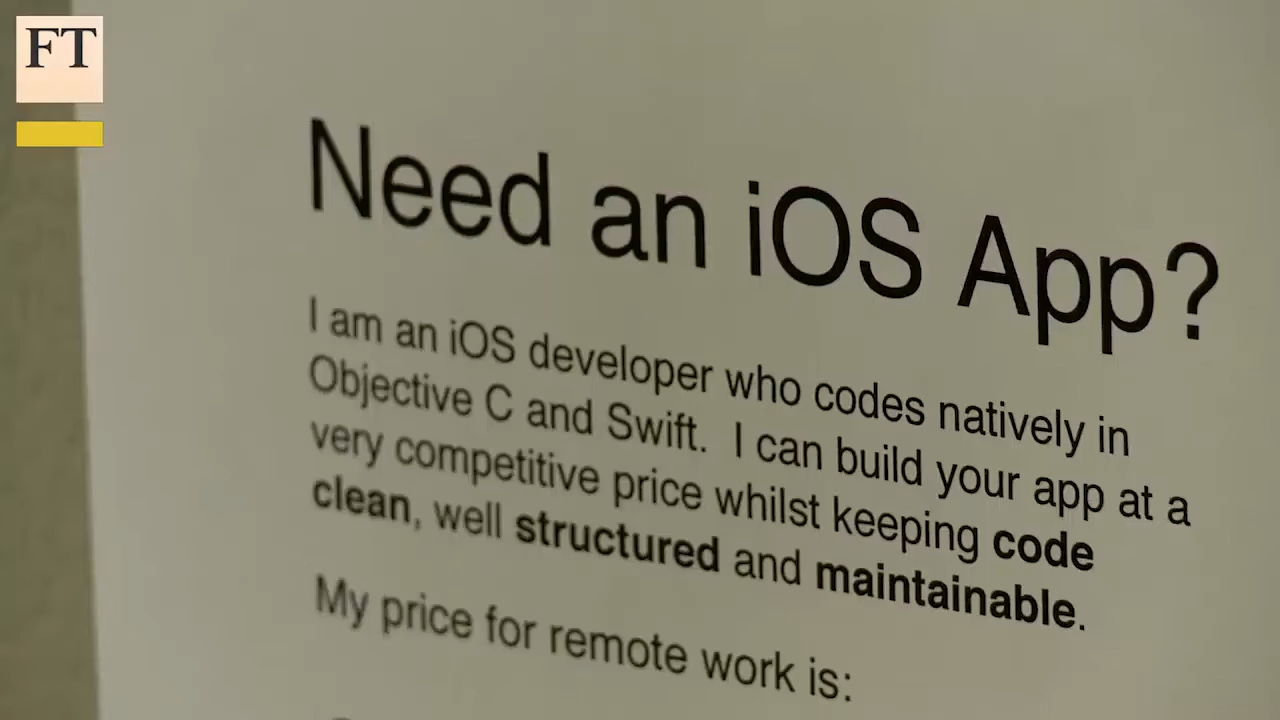 FT
Need an iOS App?
I am an iOS developer who codes natively in
Objective C and Swift. I can build your app at a
very competitive price whilst keeping code
clean, well structured and maintainable.
My price for remote work is: